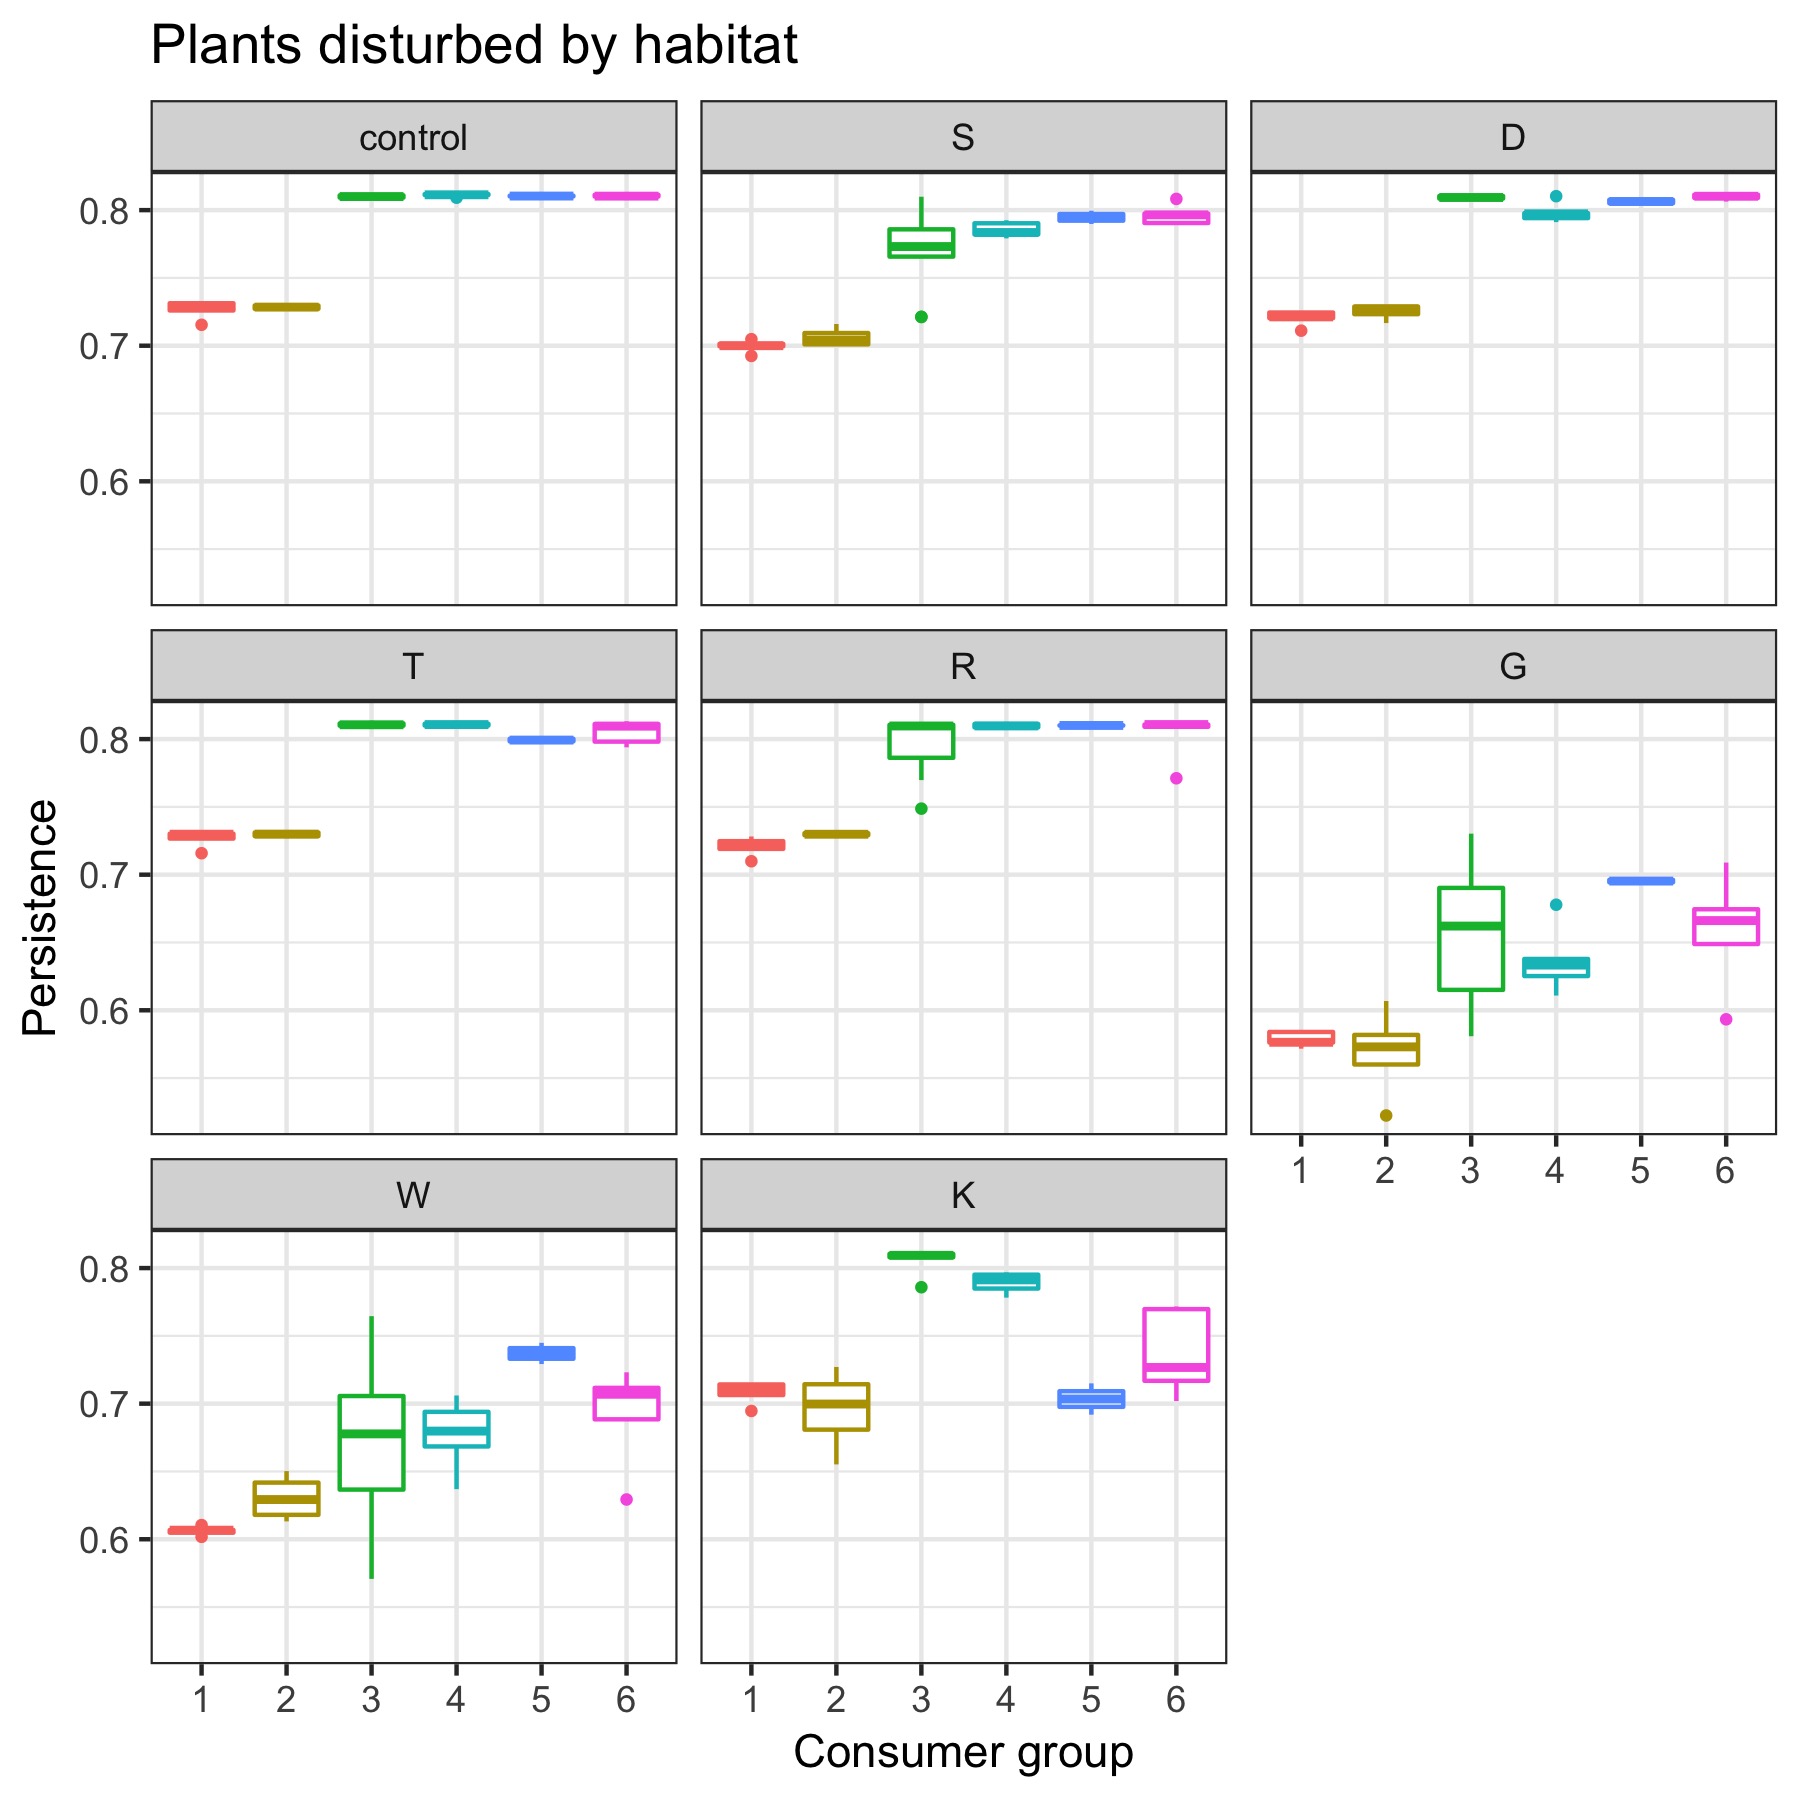 Plants disturbed by habitat
control S D
0.8
0.7
0.6
T R G
0.8
0.7
0.6
1 2 3 4 5 6
W K
0.8
0.7
0.6
1 2 3 4 5 6 1 2 3 4 5 6
Consumer group
Persistence